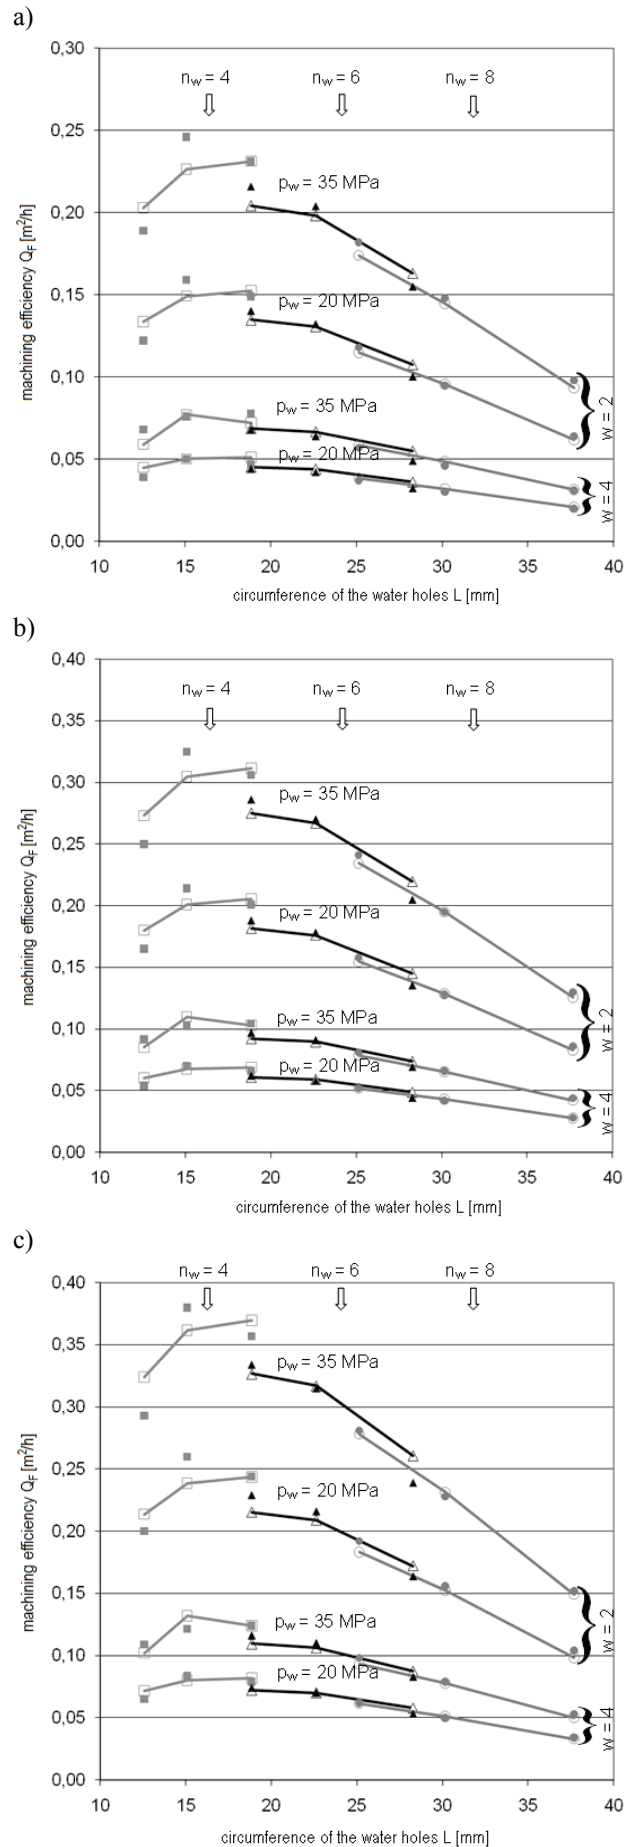 a)
0,30
n_w = 4 n_w = 6 n_w = 8
0,25
p_w = 35 MPa
0,20
0,15
p_w = 20 MPa
0,10
p_w = 35 MPa
0,05
p_w = 20 MPa
0,00
w = 2
w = 4
machining efficiency Q_F [m²/h]
10 15 20 25 30 35 40
circumference of the water holes L [mm]
b)
0,40
n_w = 4 n_w = 6 n_w = 8
0,35
0,30
p_w = 35 MPa
0,25
0,20
p_w = 20 MPa
0,15
0,10
p_w = 35 MPa
p_w = 20 MPa
0,05
0,00
w = 2
w = 4
machining efficiency Q_F [m²/h]
10 15 20 25 30 35 40
circumference of the water holes L [mm]
c)
n_w = 4 n_w = 6 n_w = 8
0,40
0,35
p_w = 35 MPa
0,30
0,25
p_w = 20 MPa
0,20
0,15
p_w = 35 MPa
0,10
p_w = 20 MPa
0,05
0,00
w = 2
w = 4
machining efficiency Q_F [m²/h]
10 15 20 25 30 35 40
circumference of the water holes L [mm]